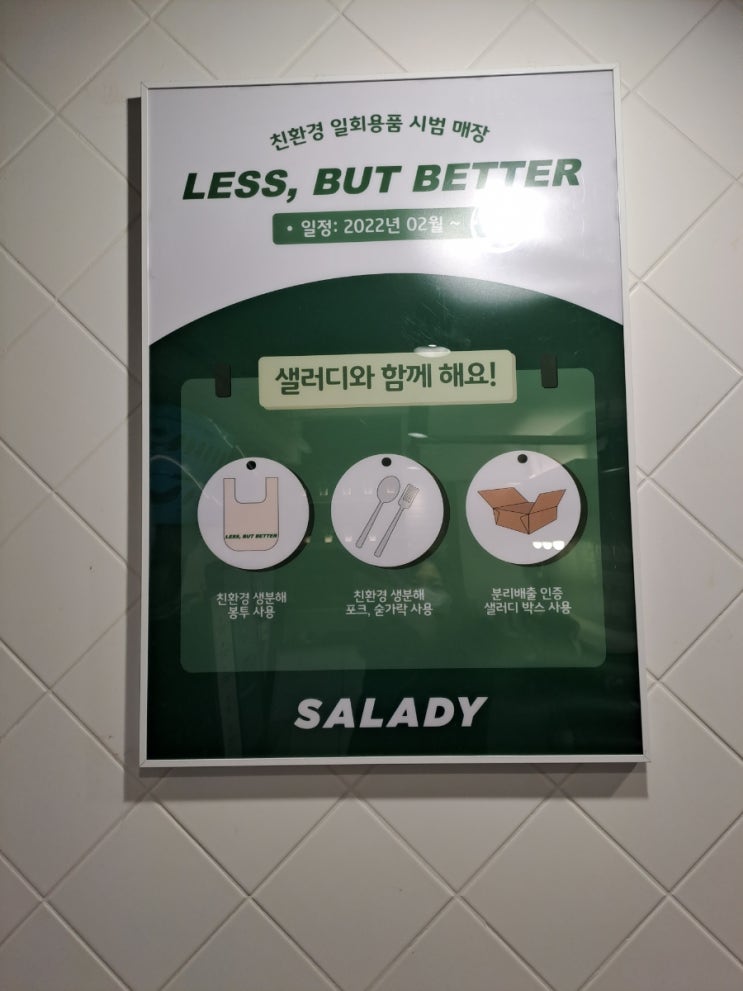 친환경 일회용품 시범 매장
LESS, BUT BETTER
• 일정: 2022년 02월 ~
샐러디와 함께 해요!
LESS, BUT BETTER
친환경 생분해
봉투 사용
친환경 생분해
포크, 숟가락 사용
분리배출 인증
샐러디 박스 사용
SALADY